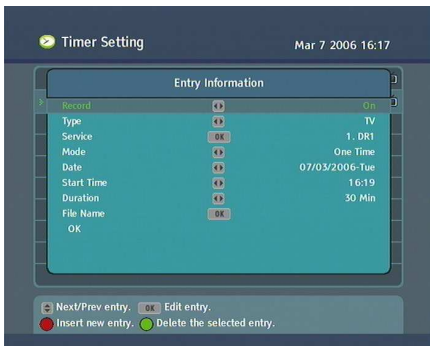 Timer Setting
Mar 7 2006 16:17
Entry Information
Record On
Type TV
Service OK 1. DR1
Mode One Time
Date 07/03/2006-Tue
Start Time 16:19
Duration 30 Min
File Name OK
OK
Next/Prev entry. OK Edit entry.
Insert new entry. Delete the selected entry.